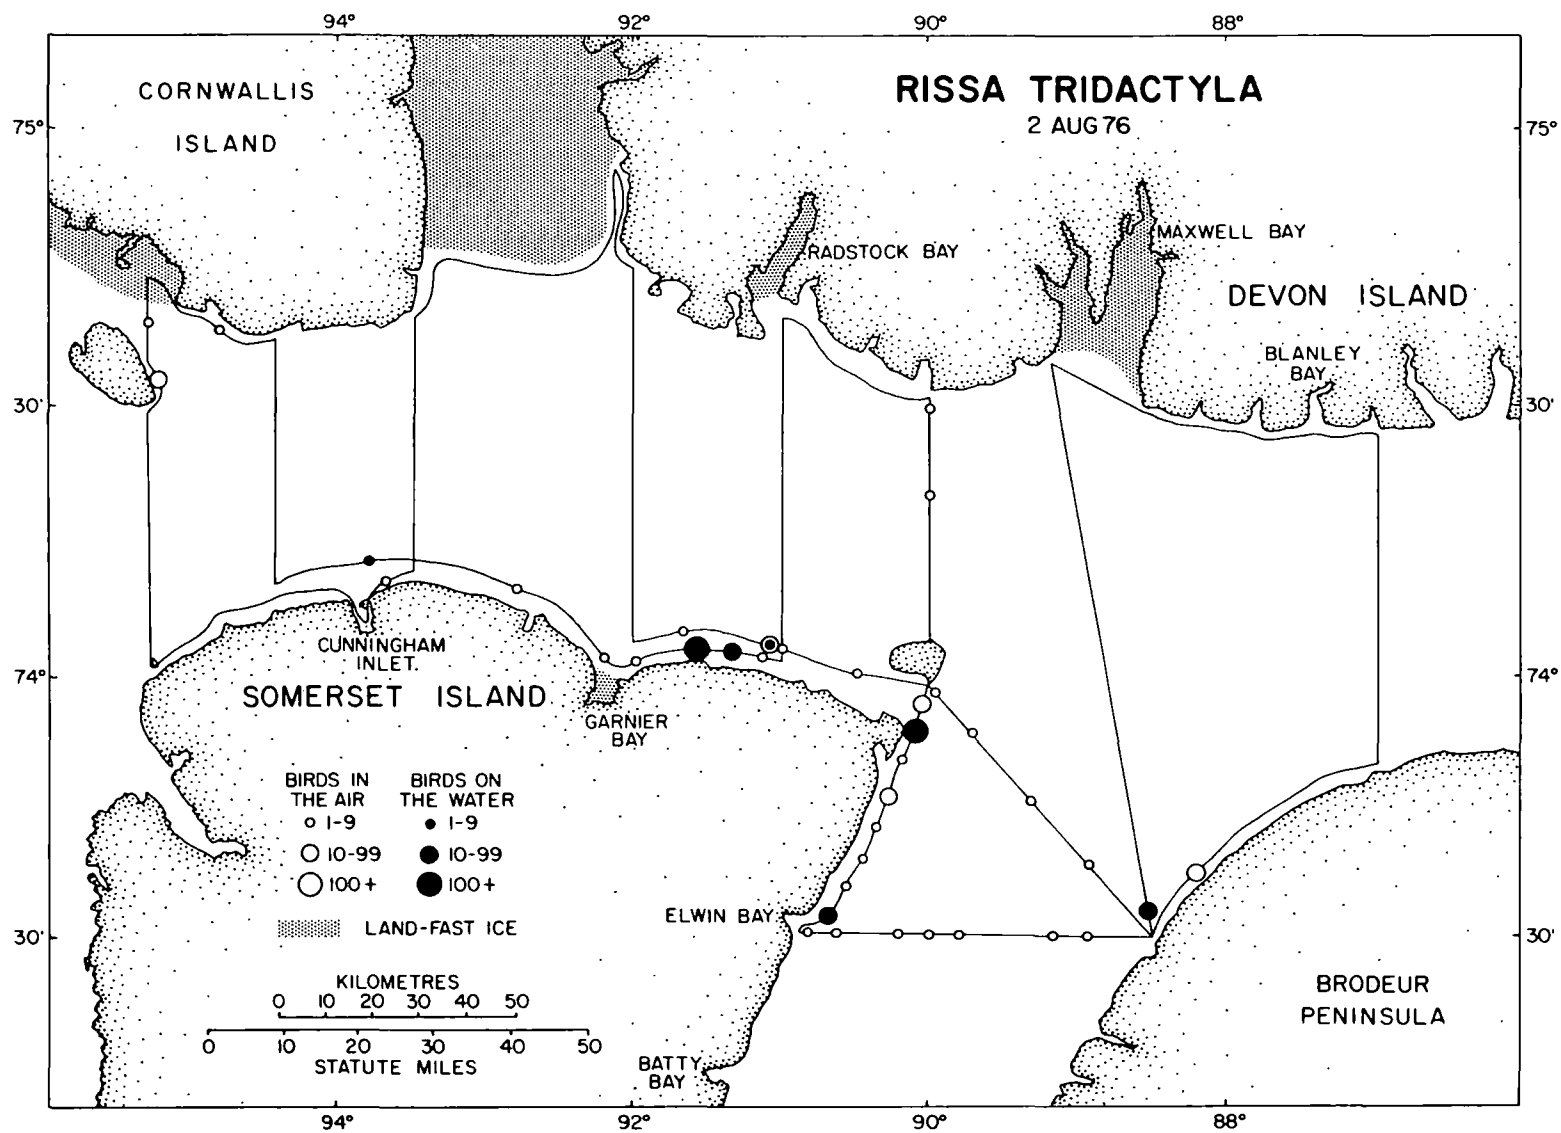 94° 92° 90° 88°
CORNWALLIS
ISLAND
RISSA TRIDACTYLA
2 AUG 76
75° 75°
RADSTOCK BAY
MAXWELL BAY
DEVON ISLAND
BLANLEY
BAY
30' 30'
CUNNINGHAM
INLET.
74° 74°
SOMERSET ISLAND
GARNIER
BAY
BIRDS IN
THE AIR
1-9
10-99
100+
BIRDS ON
THE WATER
1-9
10-99
100+
LAND-FAST ICE
ELWIN BAY
30' 30'
KILOMETRES
0 10 20 30 40 50
0 10 20 30 40 50
STATUTE MILES
BRODEUR
PENINSULA
BATTY
BAY
94° 92° 90° 88°